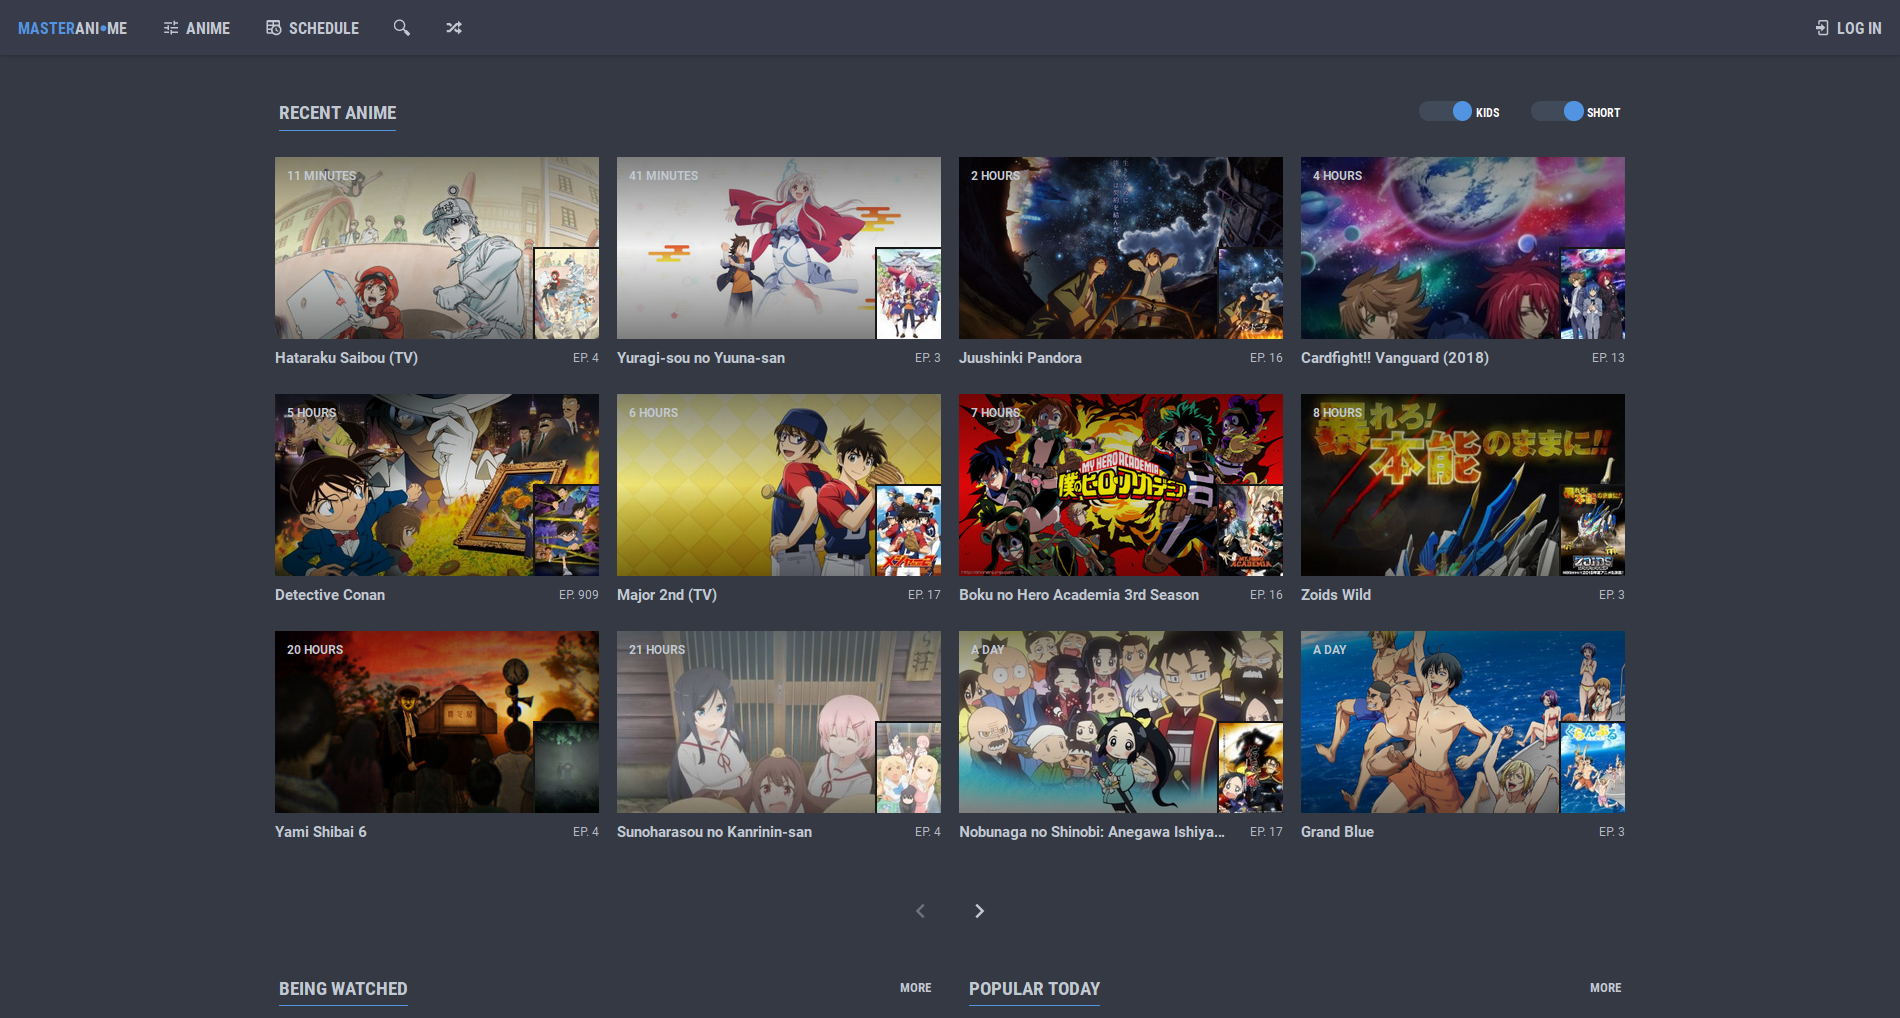 MASTERANI•ME ANIME SCHEDULE LOG IN
RECENT ANIME KIDS SHORT
11 MINUTES
41 MINUTES
2 HOURS
4 HOURS
Hataraku Saibou (TV) EP. 4
Yuragi-sou no Yuuna-san EP. 3
Juushinki Pandora EP. 16
Cardfight!! Vanguard (2018) EP. 13
5 HOURS
6 HOURS
7 HOURS
MY HERO ACADEMIA
僕のヒーローアカデミア
8 HOURS
暴れろ!
本能のままに!!
ZOIDS
Detective Conan EP. 909
Major 2nd (TV) EP. 17
Boku no Hero Academia 3rd Season EP. 16
Zoids Wild EP. 3
20 HOURS
21 HOURS
A DAY
A DAY
ぐらんぶる
Yami Shibai 6 EP. 4
Sunoharasou no Kanrinin-san EP. 4
Nobunaga no Shinobi: Anegawa Ishiya... EP. 17
Grand Blue EP. 3
BEING WATCHED MORE
POPULAR TODAY MORE